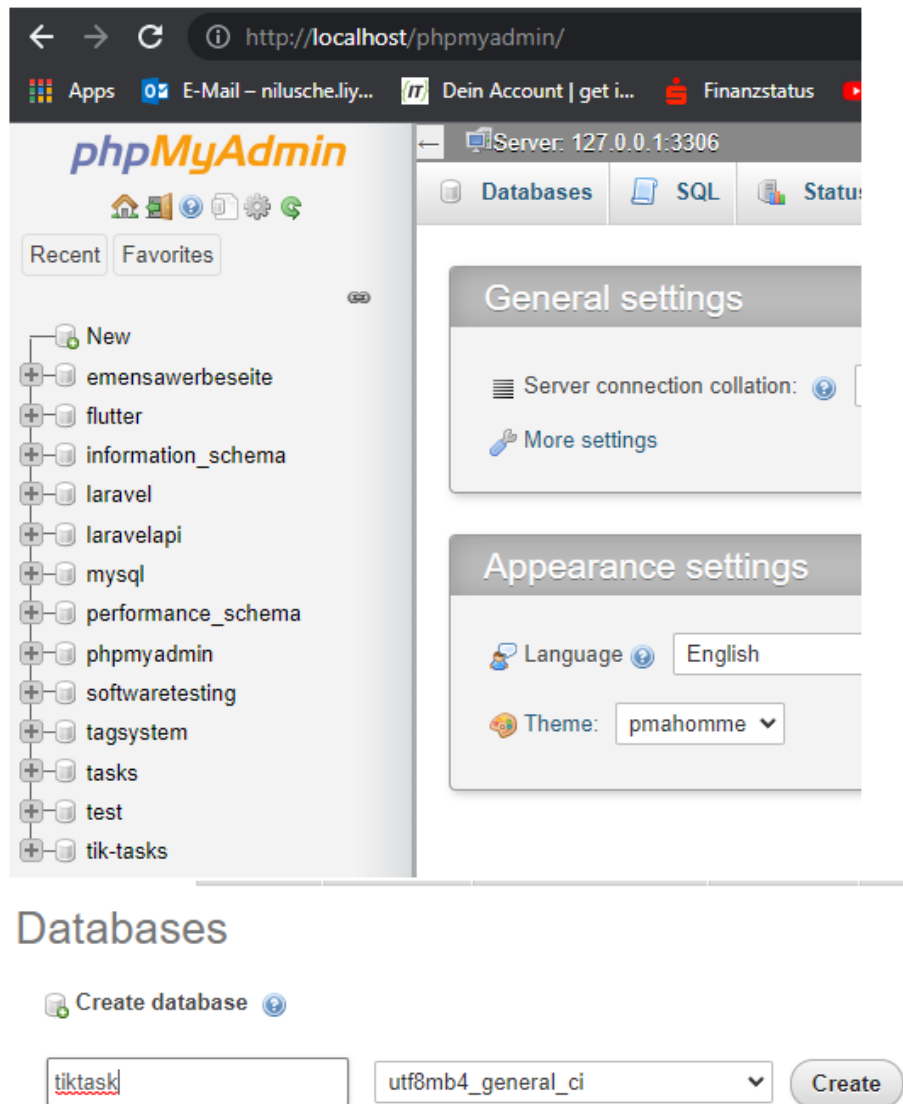 http://localhost/phpmyadmin/
Apps E-Mail – nilusche.liy... Dein Account | get i... Finanzstatus
phpMyAdmin
Server: 127.0.0.1:3306
Databases SQL Statu
Recent Favorites
General settings
New
emensawerbeseite
Server connection collation:
flutter
More settings
information_schema
laravel
laravelapi
Appearance settings
mysql
performance_schema
phpmyadmin
Language English
softwaretesting
tagsystem
Theme: pmahomme
tasks
test
tik-tasks
Databases
Create database
tiktask utf8mb4_general_ci Create